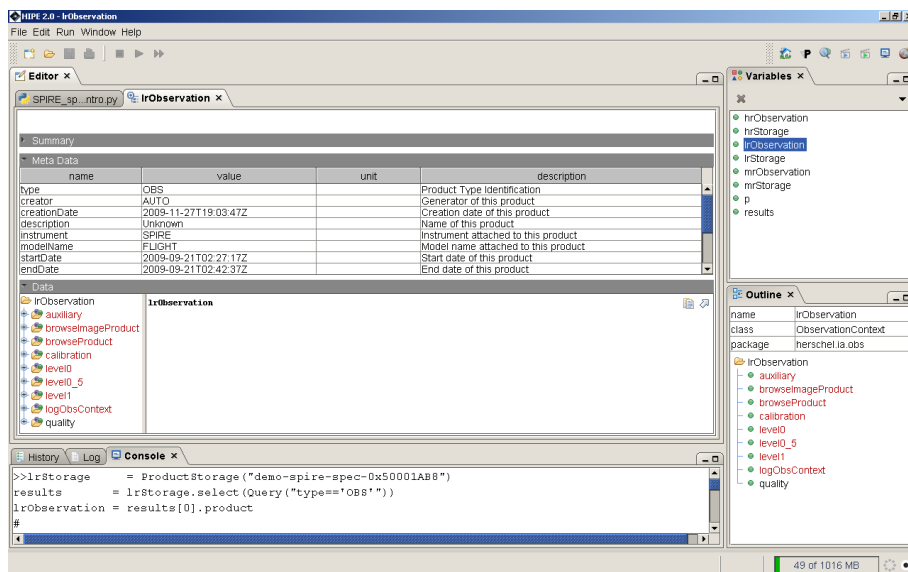 HIPE 2.0 - lrObservation
File Edit Run Window Help
Editor ×
SPIRE_sp...ntro.py lrObservation ×
Summary
Meta Data
name value unit description
type OBS Product Type Identification
creator AUTO Generator of this product
creationDate 2009-11-27T19:03:47Z Creation date of this product
description Unknown Name of this product
instrument SPIRE Instrument attached to this product
modelName FLIGHT Model name attached to this product
startDate 2009-09-21T02:27:17Z Start date of this product
endDate 2009-09-21T02:42:37Z End date of this product
Data
lrObservation
auxiliary
browseImageProduct
browseProduct
calibration
level0
level0_5
level1
logObsContext
quality
lrObservation
History Log Console ×
>>lrStorage = ProductStorage("demo-spire-spec-0x50001AB8")
results = lrStorage.select(Query("type=='OBS'"))
lrObservation = results[0].product
#
P
Variables ×
hrObservation
hrStorage
lrObservation
lrStorage
mrObservation
mrStorage
p
results
Outline ×
name lrObservation
class ObservationContext
package herschel.ia.obs
lrObservation
auxiliary
browseImageProduct
browseProduct
calibration
level0
level0_5
level1
logObsContext
quality
49 of 1016 MB